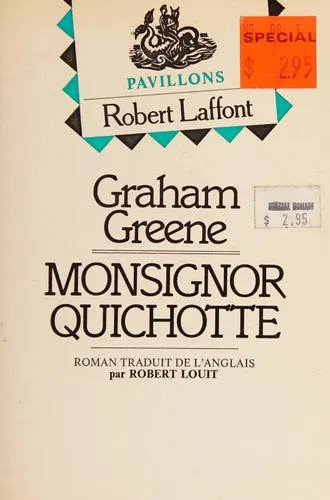 PAVILLONS
Robert Laffont
SPECIAL
$ 2.95
Graham
Greene
$ 2.95
MONSIGNOR
QUICHOTTE
ROMAN TRADUIT DE L'ANGLAIS
par ROBERT LOUIT